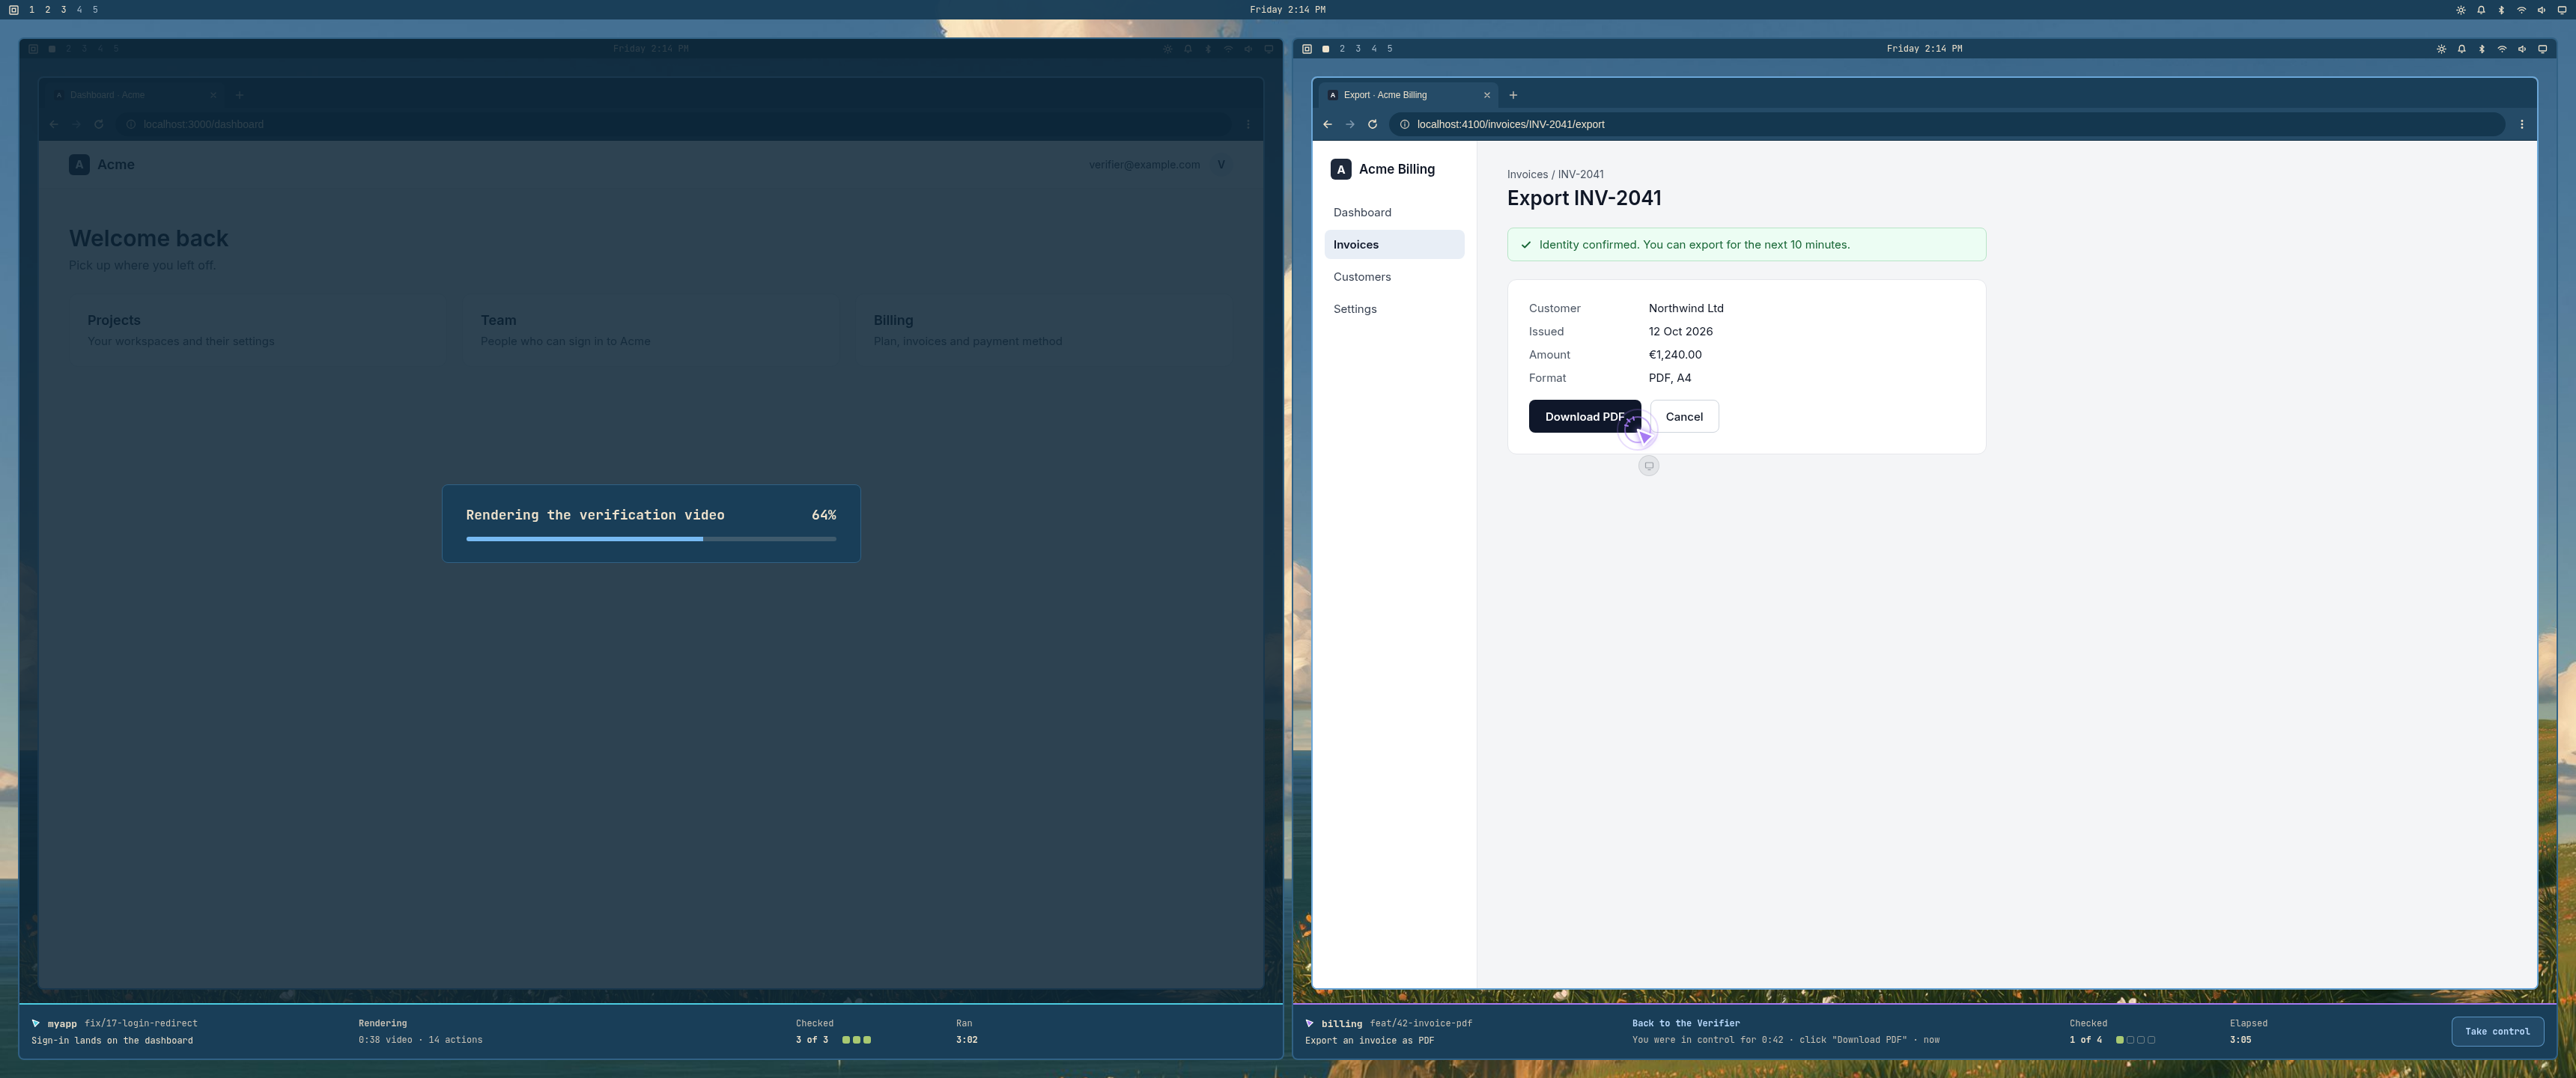 1 2 3 4 5
Friday 2:14 PM
2 3 4 5
Friday 2:14 PM
Dashboard · Acme
localhost:3000/dashboard
A Acme
verifier@example.com V
Welcome back
Pick up where you left off.
Projects
Your workspaces and their settings
Team
People who can sign in to Acme
Billing
Plan, invoices and payment method
Rendering the verification video 64%
myapp fix/17-login-redirect
Sign-in lands on the dashboard
Rendering
0:38 video · 14 actions
Checked
3 of 3
Ran
3:02
2 3 4 5
Friday 2:14 PM
A Export · Acme Billing
localhost:4100/invoices/INV-2041/export
A Acme Billing
Dashboard
Invoices
Customers
Settings
Invoices / INV-2041
Export INV-2041
Identity confirmed. You can export for the next 10 minutes.
Customer Northwind Ltd
Issued 12 Oct 2026
Amount €1,240.00
Format PDF, A4
Download PDF Cancel
billing feat/42-invoice-pdf
Export an invoice as PDF
Back to the Verifier
You were in control for 0:42 · click "Download PDF" · now
Checked
1 of 4
Elapsed
3:05
Take control